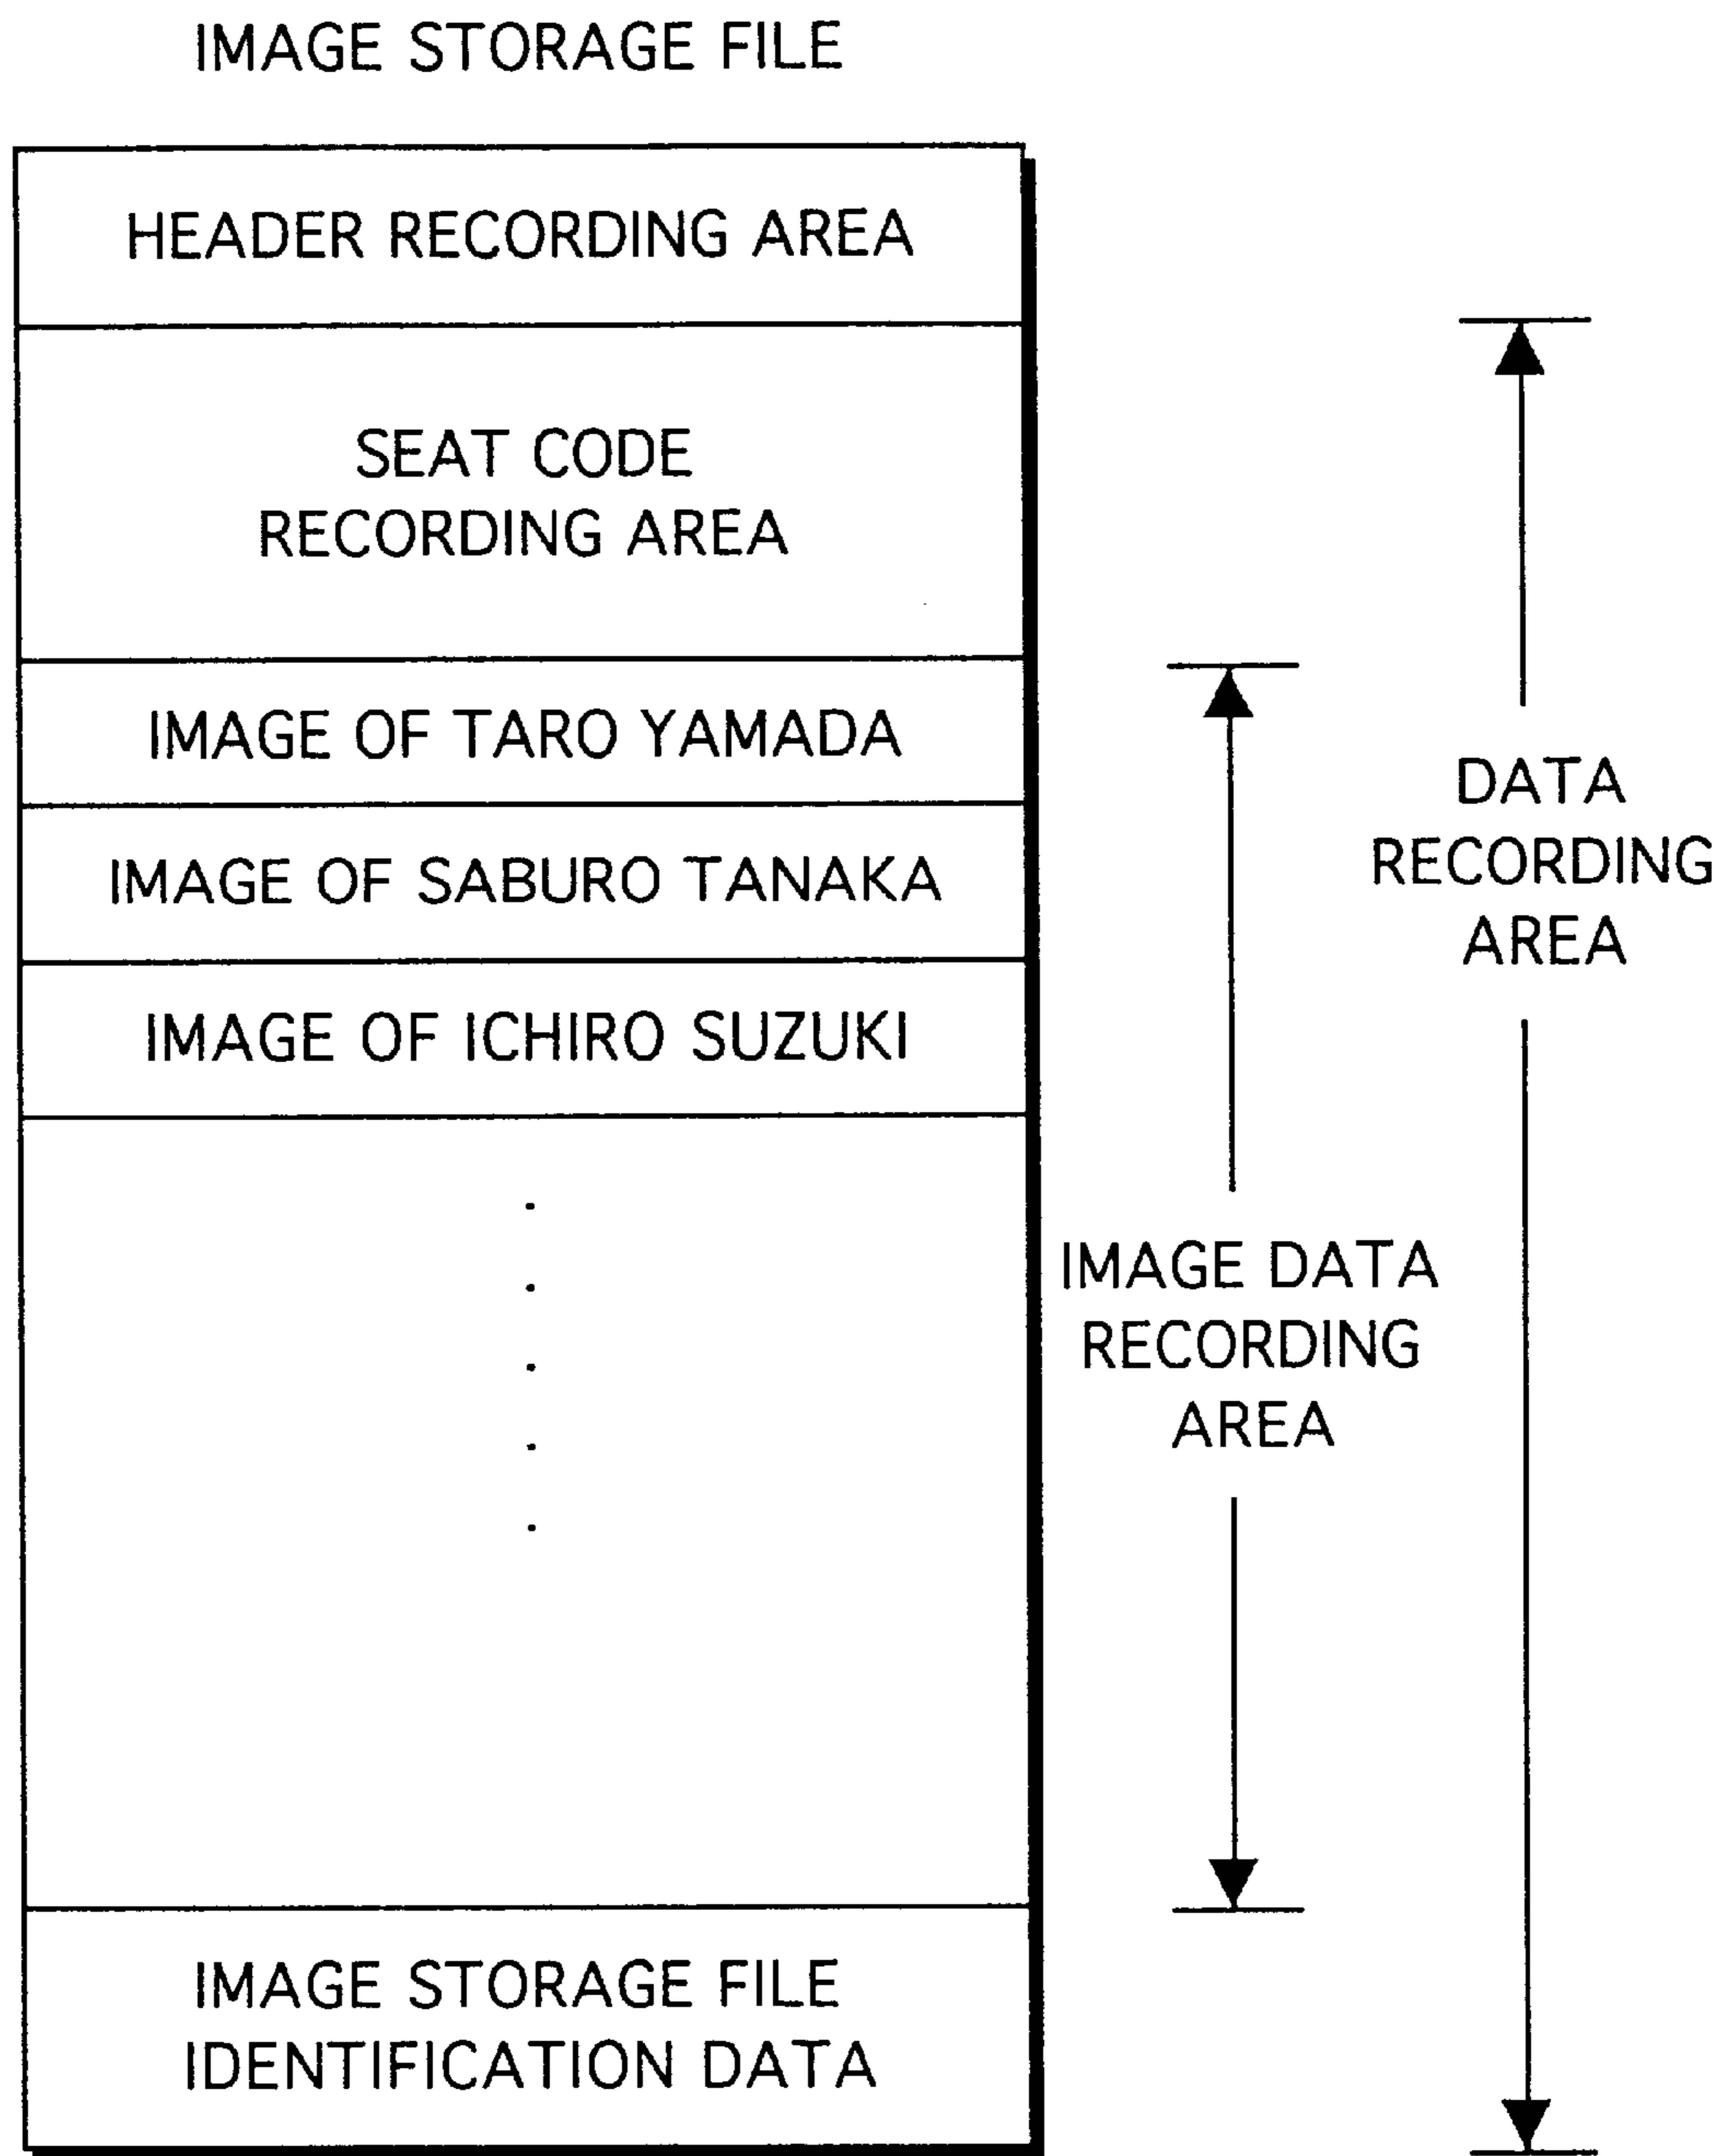 IMAGE STORAGE FILE
HEADER RECORDING AREA
SEAT CODE
RECORDING AREA
IMAGE OF TARO YAMADA
IMAGE OF SABURO TANAKA
IMAGE OF ICHIRO SUZUKI
IMAGE STORAGE FILE
IDENTIFICATION DATA
IMAGE DATA
RECORDING
AREA
DATA
RECORDING
AREA